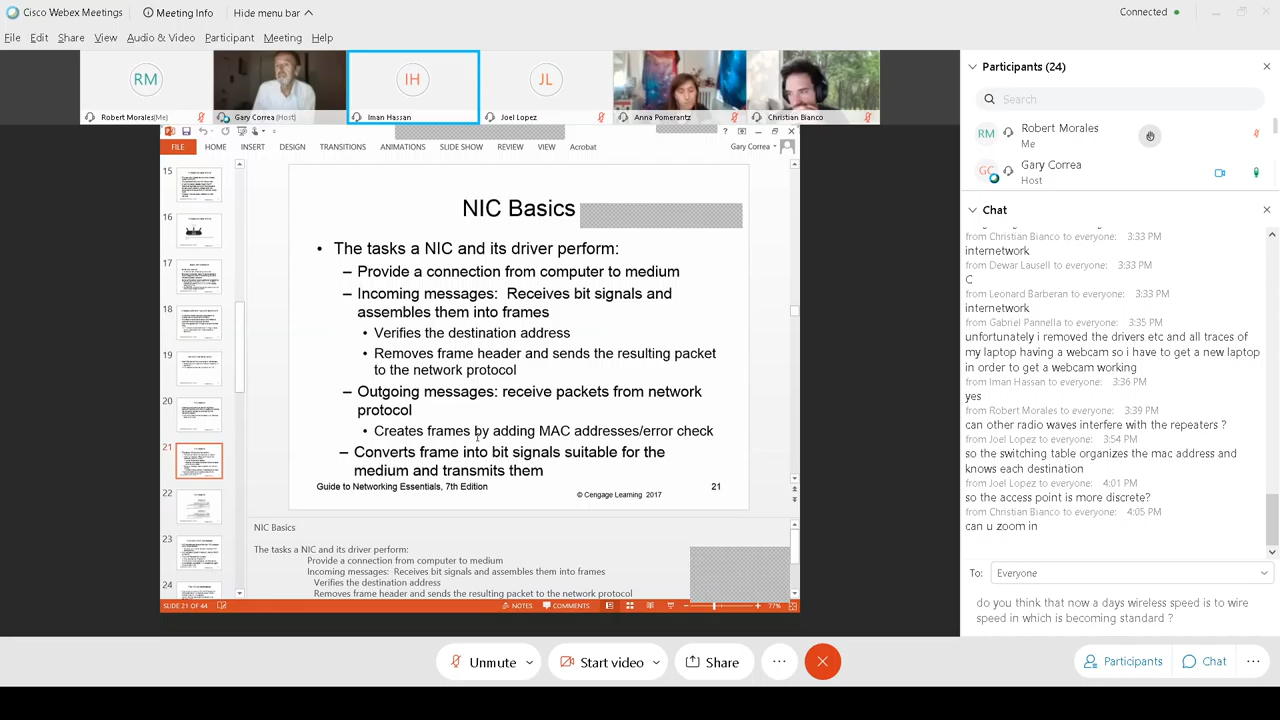 Cisco Webex Meetings
Meeting Info
Hide menu bar
Connected
File Edit Share View Audio & Video Participant Meeting Help
RM
IH
JL
Robert Morales(Me)
Gary Correa (Host)
Iman Hassan
Joel Lopez
Anna Pomerantz
Christian Bianco
FILE HOME INSERT DESIGN TRANSITIONS ANIMATIONS SLIDE SHOW REVIEW VIEW Acrobat
Gary Correa
15
16
17
18
19
20
21
22
23
24
NIC Basics
• The tasks a NIC and its driver perform:
– Provide a connection from computer to medium
– Incoming messages: Receives bit signals and
assembles them into frames
• Verifies the destination address
• Removes frame header and sends the resulting packet
to the network protocol
– Outgoing messages: receive packets from network
protocol
• Creates frames by adding MAC addresses/error check
– Converts frame into bit signals suitable for the
medium and transmits them
Guide to Networking Essentials, 7th Edition
© Cengage Learning 2017
21
NIC Basics
The tasks a NIC and its driver perform:
Provide a connection from computer to medium
Incoming messages: Receives bit signals and assembles them into frames
Verifies the destination address
Removes frame header and sends the resulting packet to the network protocol
SLIDE 21 OF 44
NOTES
COMMENTS
77%
Participants (24)
Search
RM
Robert Morales
Me
Gary Correa
Host
Chat
from Christian Bianco to everyone: 3:33 PM
internetwork
from Dewar Lausell to everyone: 3:33 PM
C
internetwork
from Gabriel Pannella to everyone: 3:35 PM
unfortunately i removed the drivers etc and all traces of
my laptop having a webcam so i have to get a new laptop
in order to get a webcam working
from Iman Hassan to everyone: 3:36 PM
yes
from Robert Morales to everyone: 3:39 PM
can other radiowaves interfere with the repeaters ?
from Joel Lopez to everyone: 3:54 PM
so the switching recognizes the mac address and
knows each destination
from Joel Lopez to everyone: 4:01 PM
so the access point is more discrete?
from Christian Bianco to everyone: 4:05 PM
can u zoom in
To: Everyone
do you think that now a days wireless speed is to wire
speed in which is becoming standard ?
Unmute
Start video
Share
Participants
Chat